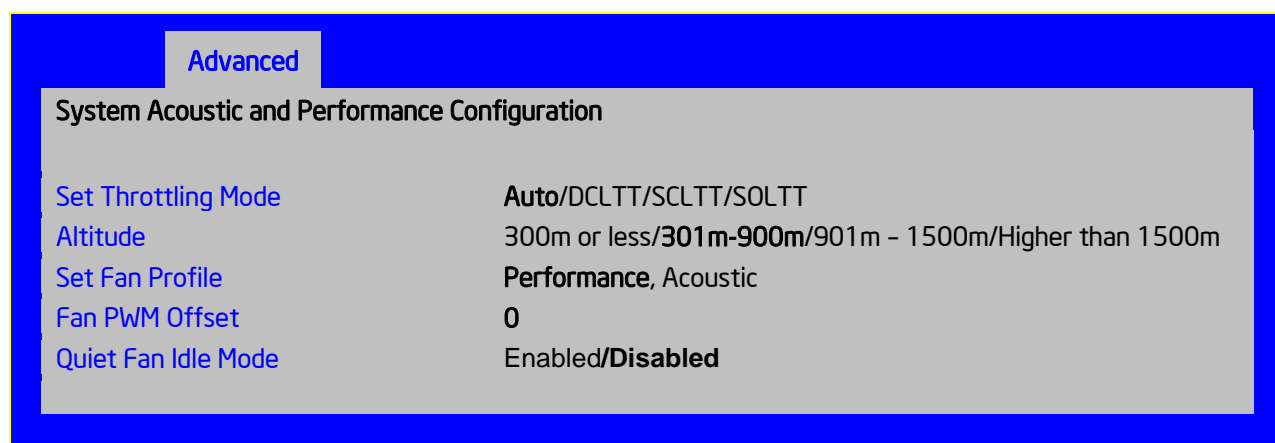 Advanced
System Acoustic and Performance Configuration
Set Throttling Mode Auto/DCLTT/SCLTT/SOLTT
Altitude 300m or less/301m-900m/901m – 1500m/Higher than 1500m
Set Fan Profile Performance, Acoustic
Fan PWM Offset 0
Quiet Fan Idle Mode Enabled/Disabled